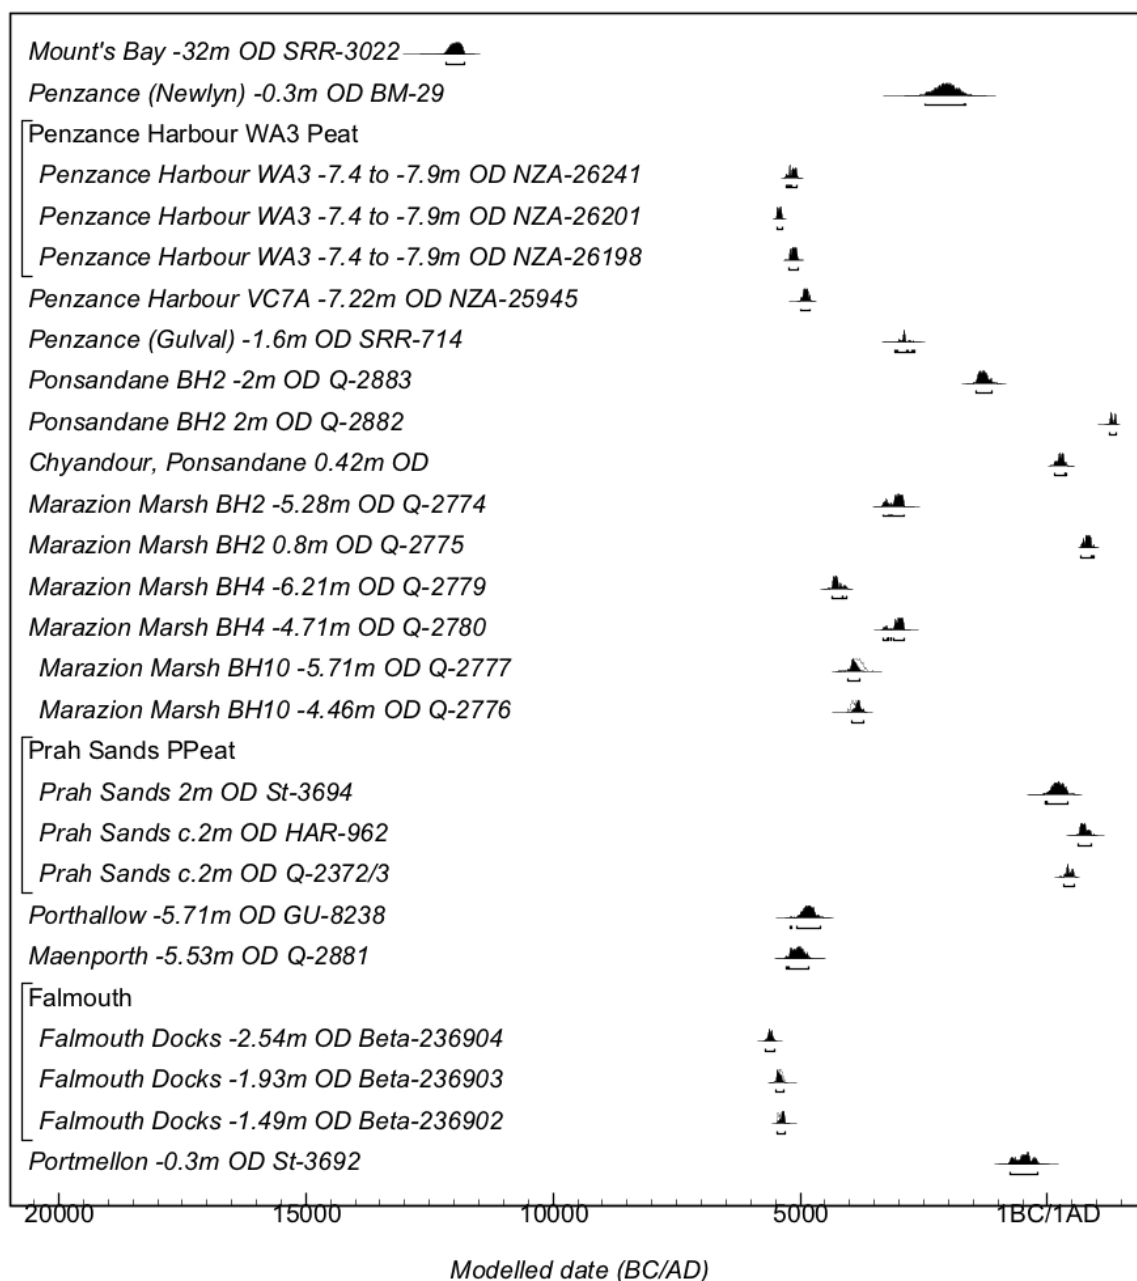 Mount's Bay -32m OD SRR-3022
Penzance (Newlyn) -0.3m OD BM-29
Penzance Harbour WA3 Peat
Penzance Harbour WA3 -7.4 to -7.9m OD NZA-26241
Penzance Harbour WA3 -7.4 to -7.9m OD NZA-26201
Penzance Harbour WA3 -7.4 to -7.9m OD NZA-26198
Penzance Harbour VC7A -7.22m OD NZA-25945
Penzance (Gulval) -1.6m OD SRR-714
Ponsandane BH2 -2m OD Q-2883
Ponsandane BH2 2m OD Q-2882
Chyandour, Ponsandane 0.42m OD
Marazion Marsh BH2 -5.28m OD Q-2774
Marazion Marsh BH2 0.8m OD Q-2775
Marazion Marsh BH4 -6.21m OD Q-2779
Marazion Marsh BH4 -4.71m OD Q-2780
Marazion Marsh BH10 -5.71m OD Q-2777
Marazion Marsh BH10 -4.46m OD Q-2776
Prah Sands PPeat
Prah Sands 2m OD St-3694
Prah Sands c.2m OD HAR-962
Prah Sands c.2m OD Q-2372/3
Porthallow -5.71m OD GU-8238
Maenporth -5.53m OD Q-2881
Falmouth
Falmouth Docks -2.54m OD Beta-236904
Falmouth Docks -1.93m OD Beta-236903
Falmouth Docks -1.49m OD Beta-236902
Portmellon -0.3m OD St-3692
20000 15000 10000 5000 1BC/1AD
Modelled date (BC/AD)